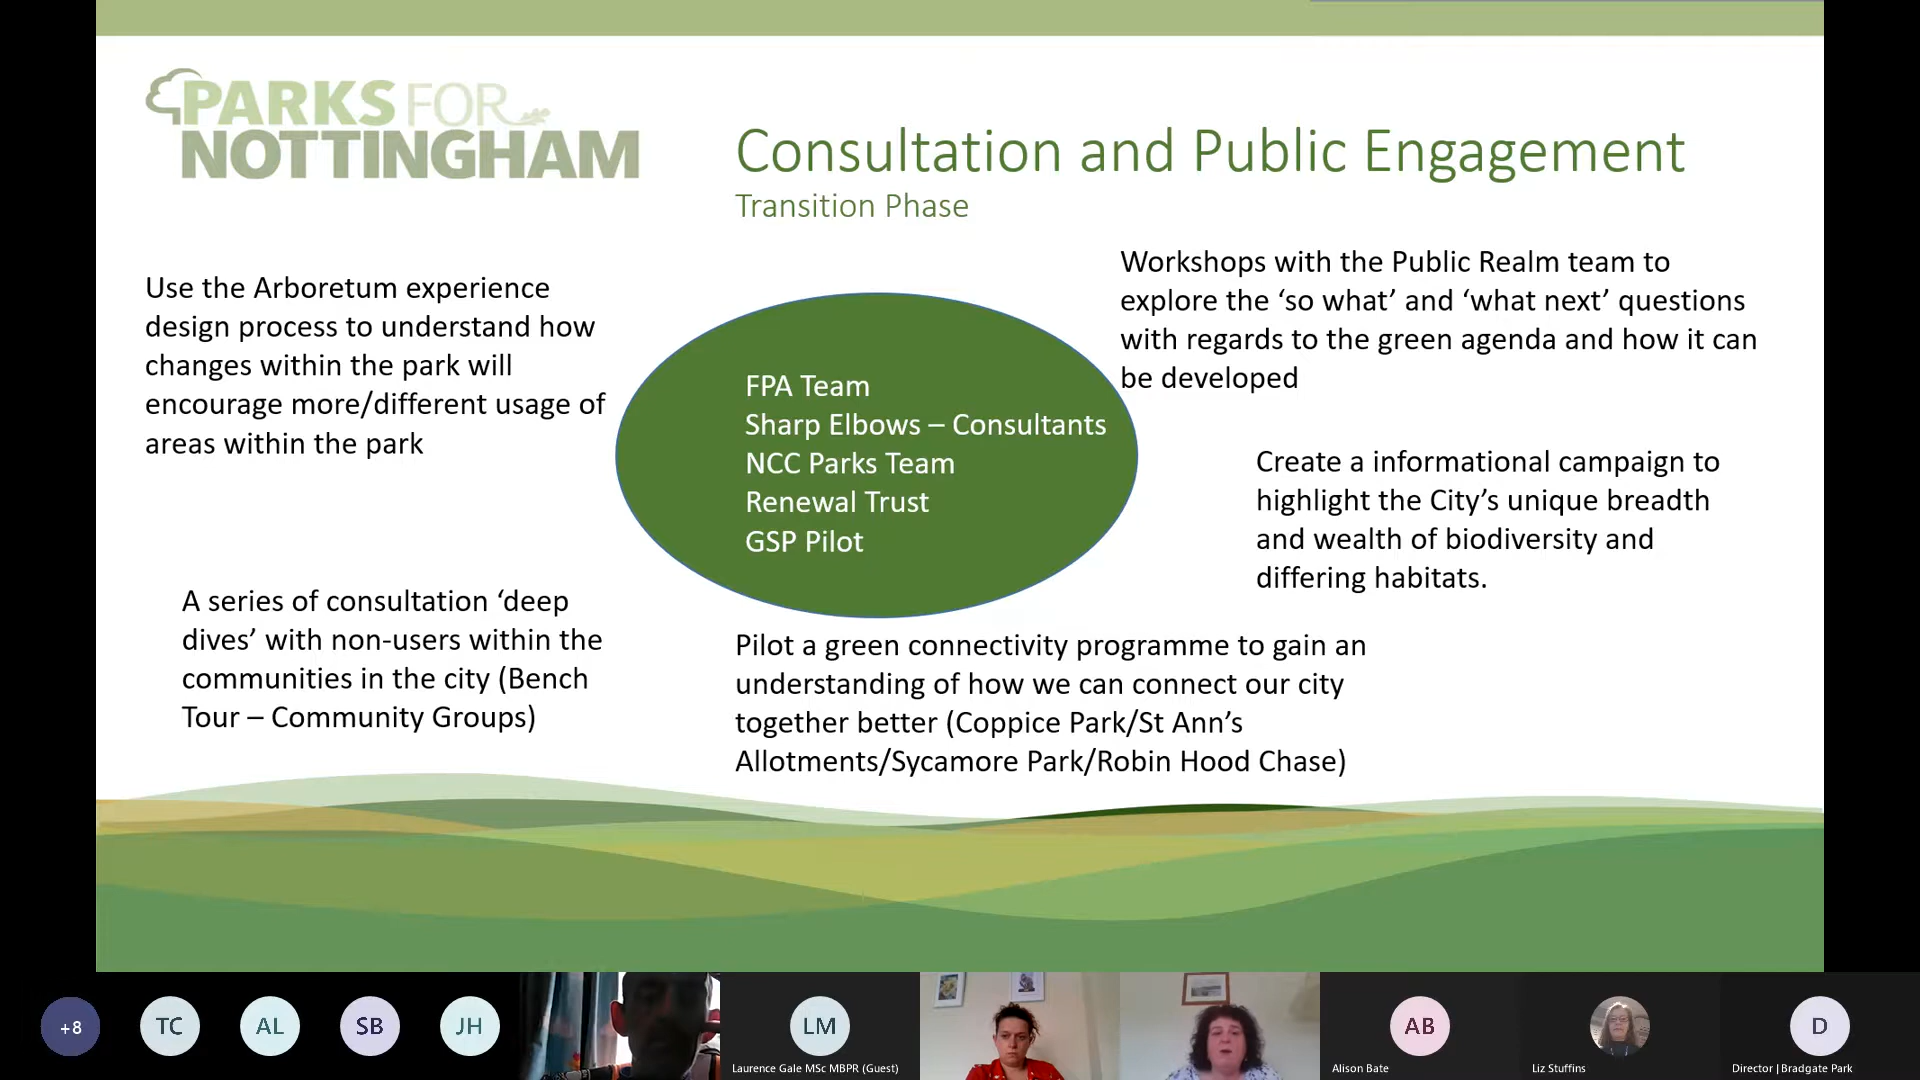 PARKS FOR
NOTTINGHAM
Consultation and Public Engagement
Transition Phase
Use the Arboretum experience
design process to understand how
changes within the park will
encourage more/different usage of
areas within the park
Workshops with the Public Realm team to
explore the ‘so what’ and ‘what next’ questions
with regards to the green agenda and how it can
be developed
FPA Team
Sharp Elbows – Consultants
NCC Parks Team
Renewal Trust
GSP Pilot
Create a informational campaign to
highlight the City’s unique breadth
and wealth of biodiversity and
differing habitats.
A series of consultation ‘deep
dives’ with non-users within the
communities in the city (Bench
Tour – Community Groups)
Pilot a green connectivity programme to gain an
understanding of how we can connect our city
together better (Coppice Park/St Ann’s
Allotments/Sycamore Park/Robin Hood Chase)
+8
TC
AL
SB
JH
LM
Laurence Gale MSc MBPR (Guest)
AB
Alison Bate
Liz Stuffins
D
Director | Bradgate Park